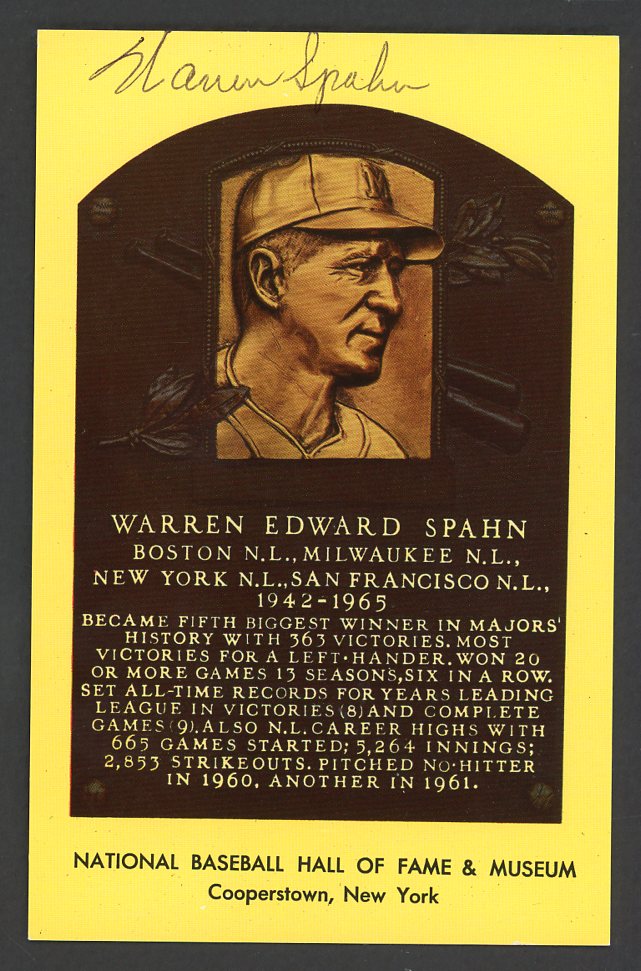 Warren Spahn
M
WARREN EDWARD SPAHN
BOSTON N.L., MILWAUKEE N.L.,
NEW YORK N.L., SAN FRANCISCO N.L.,
1942-1965
BECAME FIFTH BIGGEST WINNER IN MAJORS'
HISTORY WITH 363 VICTORIES. MOST
VICTORIES FOR A LEFT-HANDER. WON 20
OR MORE GAMES 13 SEASONS, SIX IN A ROW.
SET ALL-TIME RECORDS FOR YEARS LEADING
LEAGUE IN VICTORIES (8) AND COMPLETE
GAMES (9). ALSO N.L. CAREER HIGHS WITH
665 GAMES STARTED; 5,264 INNINGS;
2,853 STRIKEOUTS. PITCHED NO-HITTER
IN 1960, ANOTHER IN 1961.
NATIONAL BASEBALL HALL OF FAME & MUSEUM
Cooperstown, New York